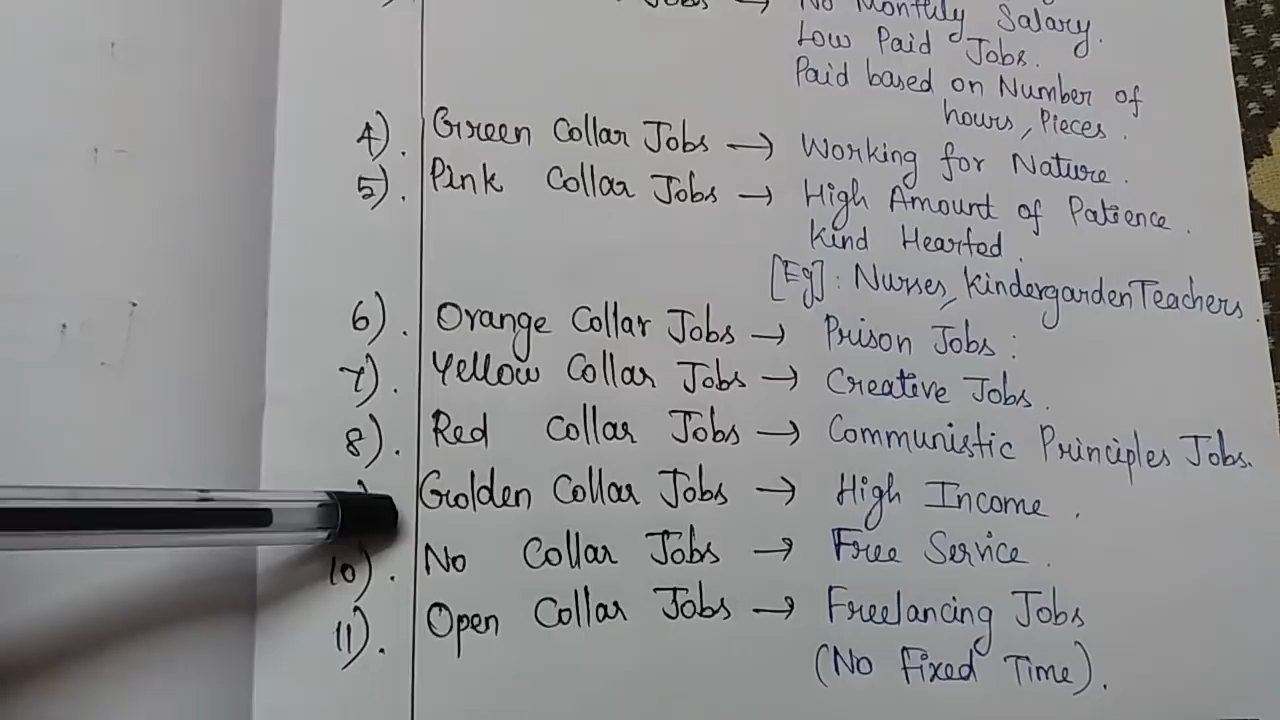 Jobs → No Monthly Salary.
Low Paid Jobs.
Paid based on Number of
hours, Pieces.
4). Green Collar Jobs → Working for Nature.
5). Pink Collar Jobs → High Amount of Patience.
Kind Hearted.
[Eg]: Nurses, KindergardenTeachers.
6). Orange Collar Jobs → Prison Jobs:
7). Yellow Collar Jobs → Creative Jobs.
8). Red Collar Jobs → Communistic Principles Jobs.
Golden Collar Jobs → High Income.
10). No Collar Jobs → Free Service.
11). Open Collar Jobs → Freelancing Jobs
(No Fixed Time).